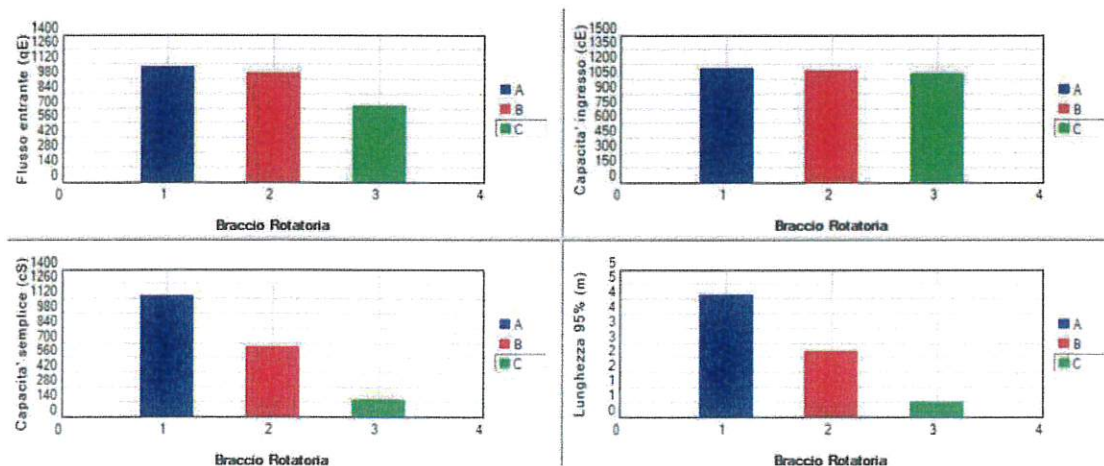 Flusso entrante (qE)
1400
1260
1120
980
840
700
560
420
280
140
0
0 1 2 3 4
Braccio Rotatoria
A
B
C
Capacita' ingresso (cE)
1500
1350
1200
1050
900
750
600
450
300
150
0
0 1 2 3 4
Braccio Rotatoria
A
B
C
Capacita' semplice (cS)
1400
1260
1120
980
840
700
560
420
280
140
0
0 1 2 3 4
Braccio Rotatoria
A
B
C
Lunghezza 95% (m)
5
5
4
4
3
3
2
2
1
1
0
0 1 2 3 4
Braccio Rotatoria
A
B
C